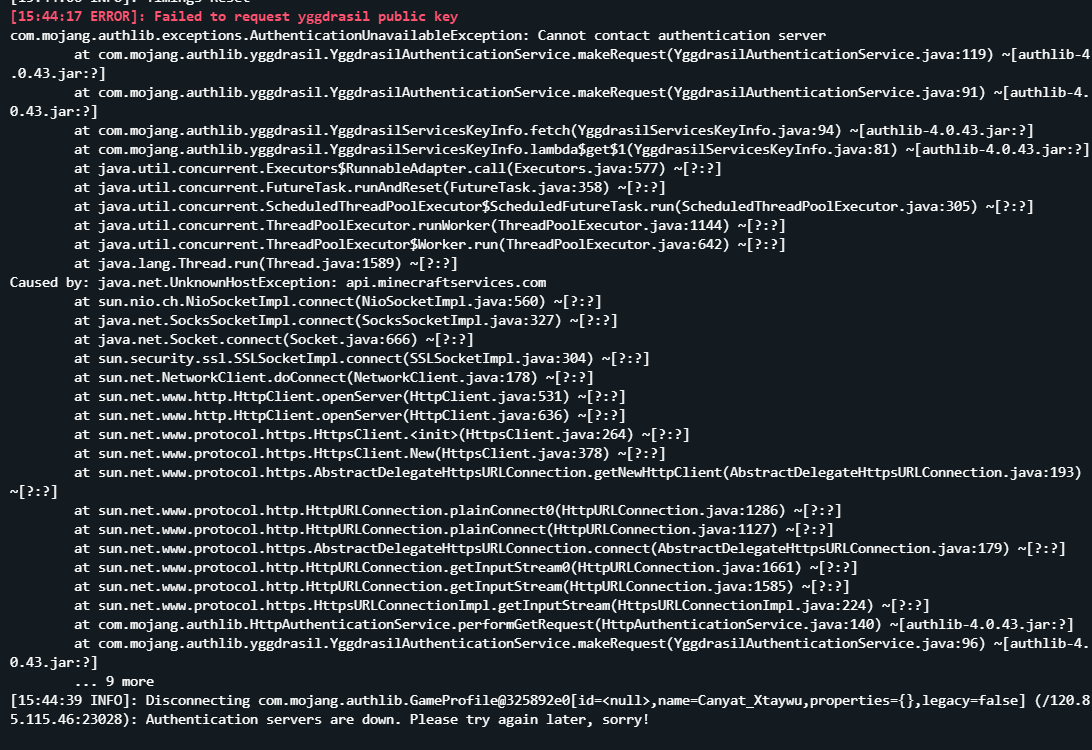 [15:44:17 ERROR]: Failed to request yggdrasil public key
com.mojang.authlib.exceptions.AuthenticationUnavailableException: Cannot contact authentication server
at com.mojang.authlib.yggdrasil.YggdrasilAuthenticationService.makeRequest(YggdrasilAuthenticationService.java:119) ~[authlib-4
.0.43.jar:?]
at com.mojang.authlib.yggdrasil.YggdrasilAuthenticationService.makeRequest(YggdrasilAuthenticationService.java:91) ~[authlib-4.
0.43.jar:?]
at com.mojang.authlib.yggdrasil.YggdrasilServicesKeyInfo.fetch(YggdrasilServicesKeyInfo.java:94) ~[authlib-4.0.43.jar:?]
at com.mojang.authlib.yggdrasil.YggdrasilServicesKeyInfo.lambda$get$1(YggdrasilServicesKeyInfo.java:81) ~[authlib-4.0.43.jar:?]
at java.util.concurrent.Executors$RunnableAdapter.call(Executors.java:577) ~[?:?]
at java.util.concurrent.FutureTask.runAndReset(FutureTask.java:358) ~[?:?]
at java.util.concurrent.ScheduledThreadPoolExecutor$ScheduledFutureTask.run(ScheduledThreadPoolExecutor.java:305) ~[?:?]
at java.util.concurrent.ThreadPoolExecutor.runWorker(ThreadPoolExecutor.java:1144) ~[?:?]
at java.util.concurrent.ThreadPoolExecutor$Worker.run(ThreadPoolExecutor.java:642) ~[?:?]
at java.lang.Thread.run(Thread.java:1589) ~[?:?]
Caused by: java.net.UnknownHostException: api.minecraftservices.com
at sun.nio.ch.NioSocketImpl.connect(NioSocketImpl.java:560) ~[?:?]
at java.net.SocksSocketImpl.connect(SocksSocketImpl.java:327) ~[?:?]
at java.net.Socket.connect(Socket.java:666) ~[?:?]
at sun.security.ssl.SSLSocketImpl.connect(SSLSocketImpl.java:304) ~[?:?]
at sun.net.NetworkClient.doConnect(NetworkClient.java:178) ~[?:?]
at sun.net.www.http.HttpClient.openServer(HttpClient.java:531) ~[?:?]
at sun.net.www.http.HttpClient.openServer(HttpClient.java:636) ~[?:?]
at sun.net.www.protocol.https.HttpsClient.<init>(HttpsClient.java:264) ~[?:?]
at sun.net.www.protocol.https.HttpsClient.New(HttpsClient.java:378) ~[?:?]
at sun.net.www.protocol.https.AbstractDelegateHttpsURLConnection.getNewHttpClient(AbstractDelegateHttpsURLConnection.java:193)
~[?:?]
at sun.net.www.protocol.http.HttpURLConnection.plainConnect0(HttpURLConnection.java:1286) ~[?:?]
at sun.net.www.protocol.http.HttpURLConnection.plainConnect(HttpURLConnection.java:1127) ~[?:?]
at sun.net.www.protocol.https.AbstractDelegateHttpsURLConnection.connect(AbstractDelegateHttpsURLConnection.java:179) ~[?:?]
at sun.net.www.protocol.http.HttpURLConnection.getInputStream0(HttpURLConnection.java:1661) ~[?:?]
at sun.net.www.protocol.http.HttpURLConnection.getInputStream(HttpURLConnection.java:1585) ~[?:?]
at sun.net.www.protocol.https.HttpsURLConnectionImpl.getInputStream(HttpsURLConnectionImpl.java:224) ~[?:?]
at com.mojang.authlib.HttpAuthenticationService.performGetRequest(HttpAuthenticationService.java:140) ~[authlib-4.0.43.jar:?]
at com.mojang.authlib.yggdrasil.YggdrasilAuthenticationService.makeRequest(YggdrasilAuthenticationService.java:96) ~[authlib-4.
0.43.jar:?]
... 9 more
[15:44:39 INFO]: Disconnecting com.mojang.authlib.GameProfile@325892e0[id=<null>,name=Canyat_Xtaywu,properties={},legacy=false] (/120.8
5.115.46:23028): Authentication servers are down. Please try again later, sorry!